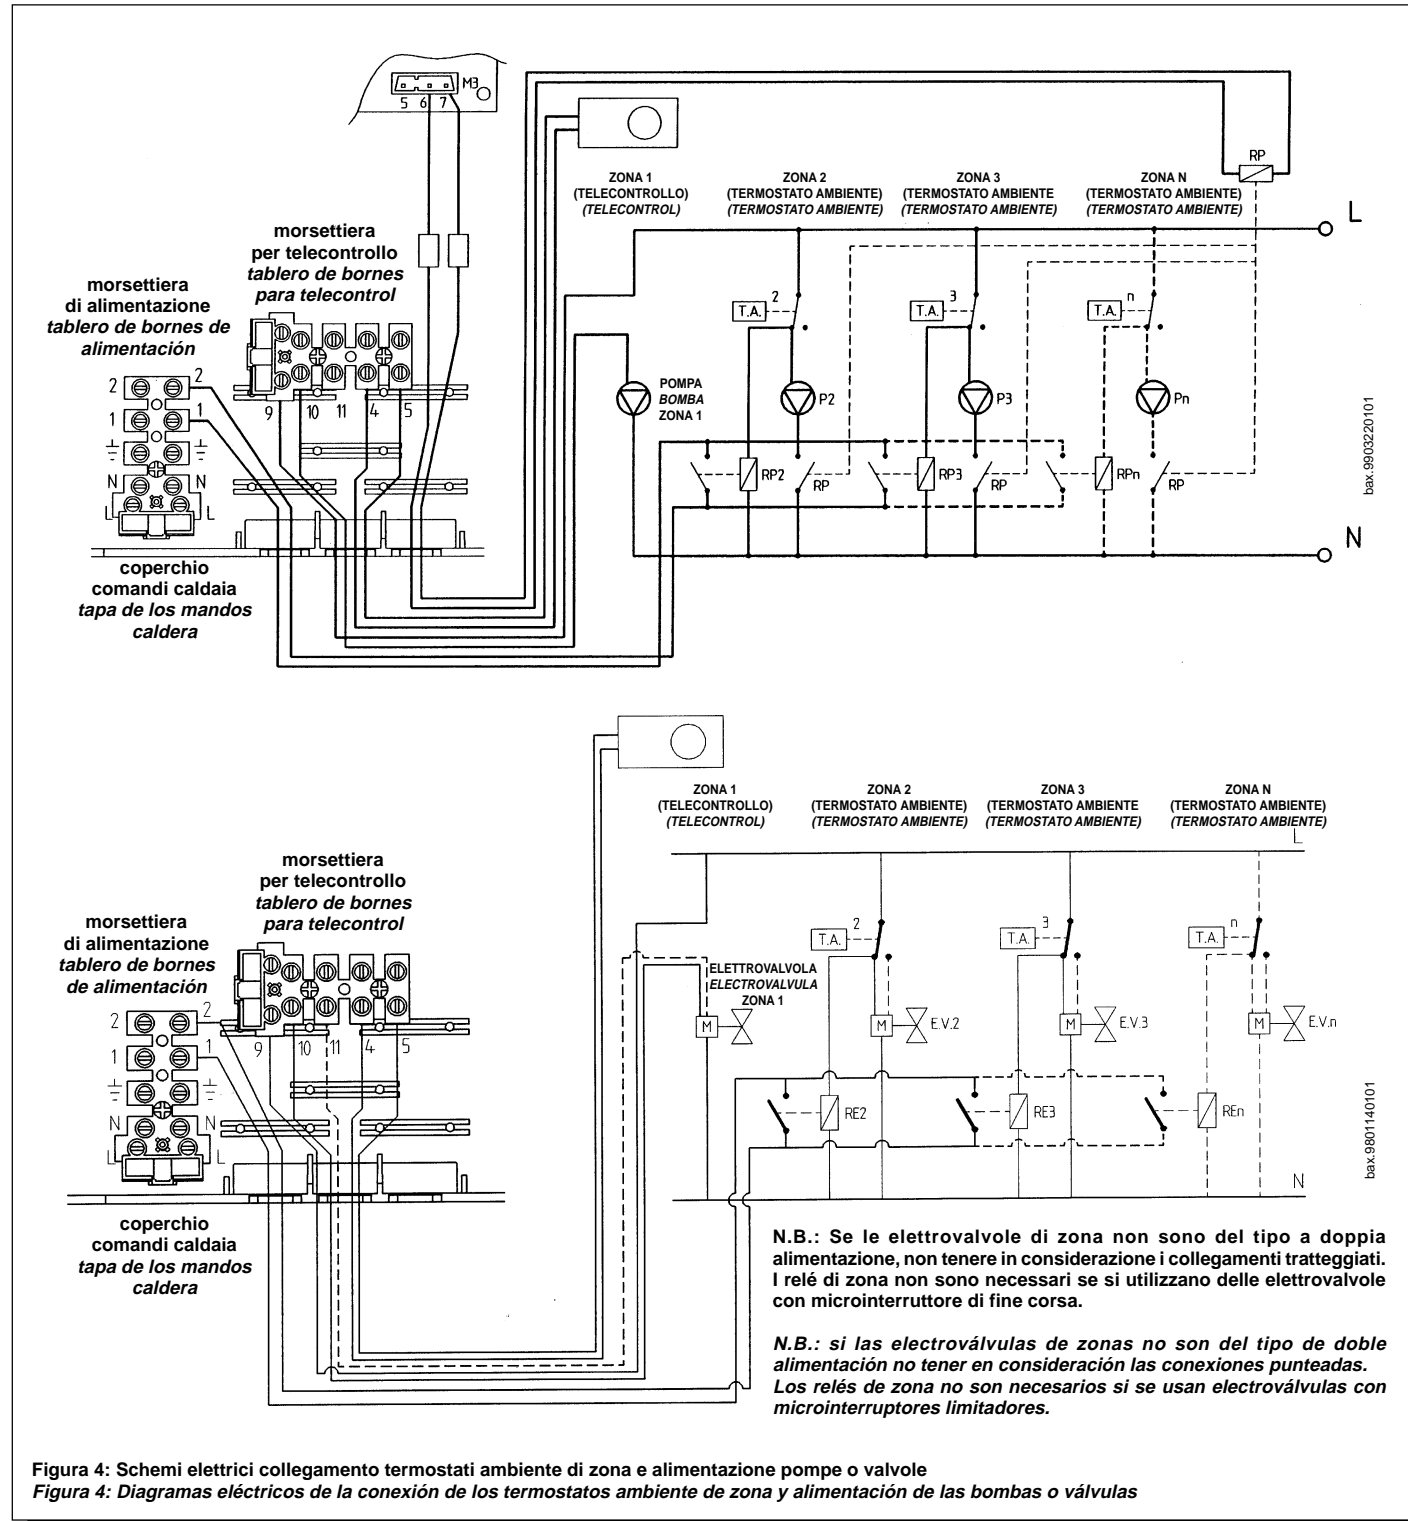 M3
5 6 7
RP
ZONA 1
(TELECONTROLLO)
(TELECONTROL)
ZONA 2
(TERMOSTATO AMBIENTE)
(TERMOSTATO AMBIENTE)
ZONA 3
(TERMOSTATO AMBIENTE
(TERMOSTATO AMBIENTE)
ZONA N
(TERMOSTATO AMBIENTE)
(TERMOSTATO AMBIENTE)
L
morsettiera
per telecontrollo
tablero de bornes
para telecontrol
morsettiera
di alimentazione
tablero de bornes de
alimentación
T.A. 2
T.A. 3
T.A. n
2 2
1 1
N N
L L
9 10 11 4 5
POMPA
BOMBA
ZONA 1
P2
P3
Pn
RP2 RP
RP3 RP
RPn RP
N
bax.9903220101
coperchio
comandi caldaia
tapa de los mandos
caldera
ZONA 1
(TELECONTROLLO)
(TELECONTROL)
ZONA 2
(TERMOSTATO AMBIENTE)
(TERMOSTATO AMBIENTE)
ZONA 3
(TERMOSTATO AMBIENTE
(TERMOSTATO AMBIENTE)
ZONA N
(TERMOSTATO AMBIENTE)
(TERMOSTATO AMBIENTE)
L
morsettiera
per telecontrollo
tablero de bornes
para telecontrol
morsettiera
di alimentazione
tablero de bornes
de alimentación
T.A. 2
T.A. 3
T.A. n
ELETTROVALVOLA
ELECTROVALVULA
ZONA 1
M
M E.V.2
M E.V.3
M E.V.n
2 2
1 1
N N
L L
9 10 11 4 5
RE2
RE3
REn
N
bax.9801140101
coperchio
comandi caldaia
tapa de los mandos
caldera
N.B.: Se le elettrovalvole di zona non sono del tipo a doppia
alimentazione, non tenere in considerazione i collegamenti tratteggiati.
I relé di zona non sono necessari se si utilizzano delle elettrovalvole
con microinterruttore di fine corsa.
N.B.: si las electroválvulas de zonas no son del tipo de doble
alimentación no tener en consideración las conexiones punteadas.
Los relés de zona no son necesarios si se usan electroválvulas con
microinterruptores limitadores.
Figura 4: Schemi elettrici collegamento termostati ambiente di zona e alimentazione pompe o valvole
Figura 4: Diagramas eléctricos de la conexión de los termostatos ambiente de zona y alimentación de las bombas o válvulas